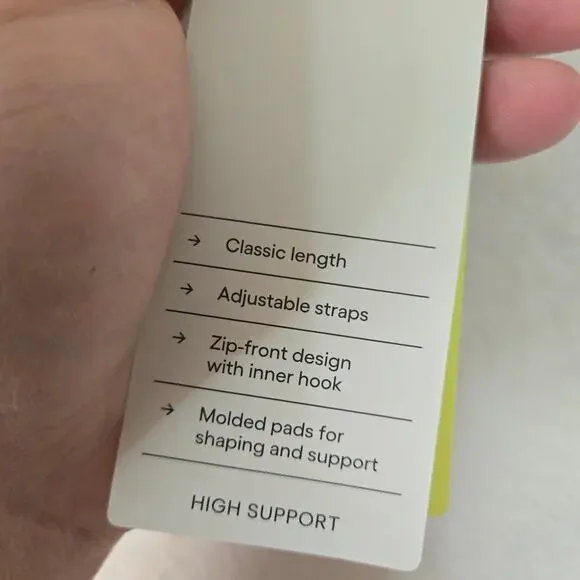 → Classic length
→ Adjustable straps
→ Zip-front design
with inner hook
→ Molded pads for
shaping and support
HIGH SUPPORT